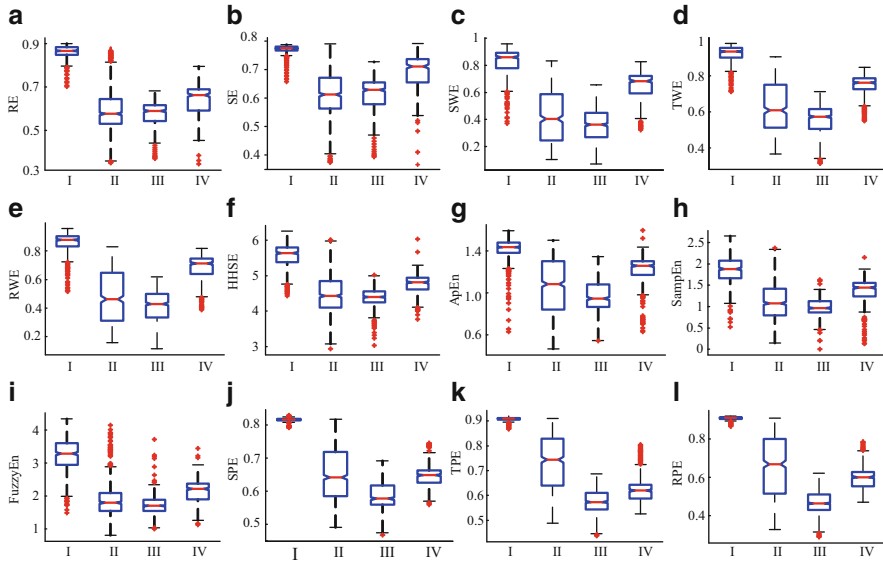 a
b
c
d
RE
0.9
0.7
0.5
0.3
I II III IV
SE
0.8
0.7
0.6
0.5
0.4
I II III IV
SWE
1
0.8
0.6
0.4
0.2
0
I II III IV
TWE
1
0.8
0.6
0.4
I II III IV
e
f
g
h
RWE
0.8
0.6
0.4
0.2
I II III IV
HHSE
6
5
4
3
I II III IV
ApEn
1.4
1.0
0.6
I II III IV
SampEn
2.5
2
1.5
1
0.5
0
I II III IV
i
j
k
l
FuzzyEn
4
3
2
1
I II III IV
SPE
0.8
0.7
0.6
0.5
I II III IV
TPE
0.9
0.8
0.7
0.6
0.5
I II III IV
RPE
0.8
0.6
0.4
I II III IV